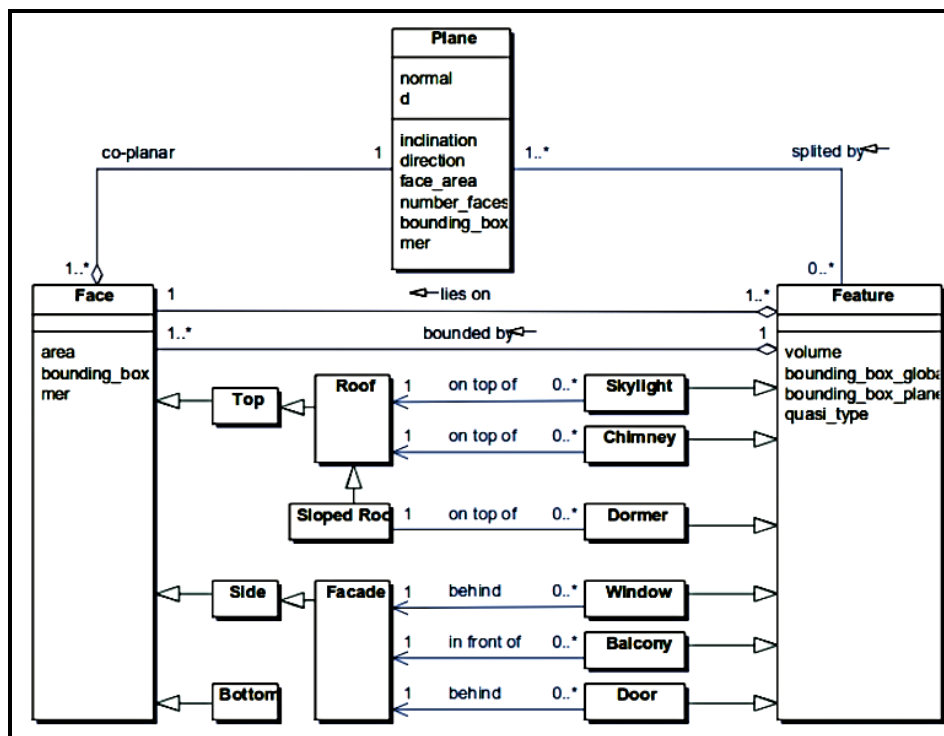 Plane
normal
d
inclination
direction
face_area
number_faces
bounding_box
mer
co-planar 1 1..* splited by
1..* 0..*
Face 1 lies on 1..* Feature
1..* bounded by 1
area
bounding_box
mer
volume
bounding_box_global
bounding_box_plane
quasi_type
Top Roof 1 on top of 0..* Skylight
1 on top of 0..* Chimney
Sloped Roo 1 on top of 0..* Dormer
Side Facade 1 behind 0..* Window
1 in front of 0..* Balcony
Bottom 1 behind 0..* Door